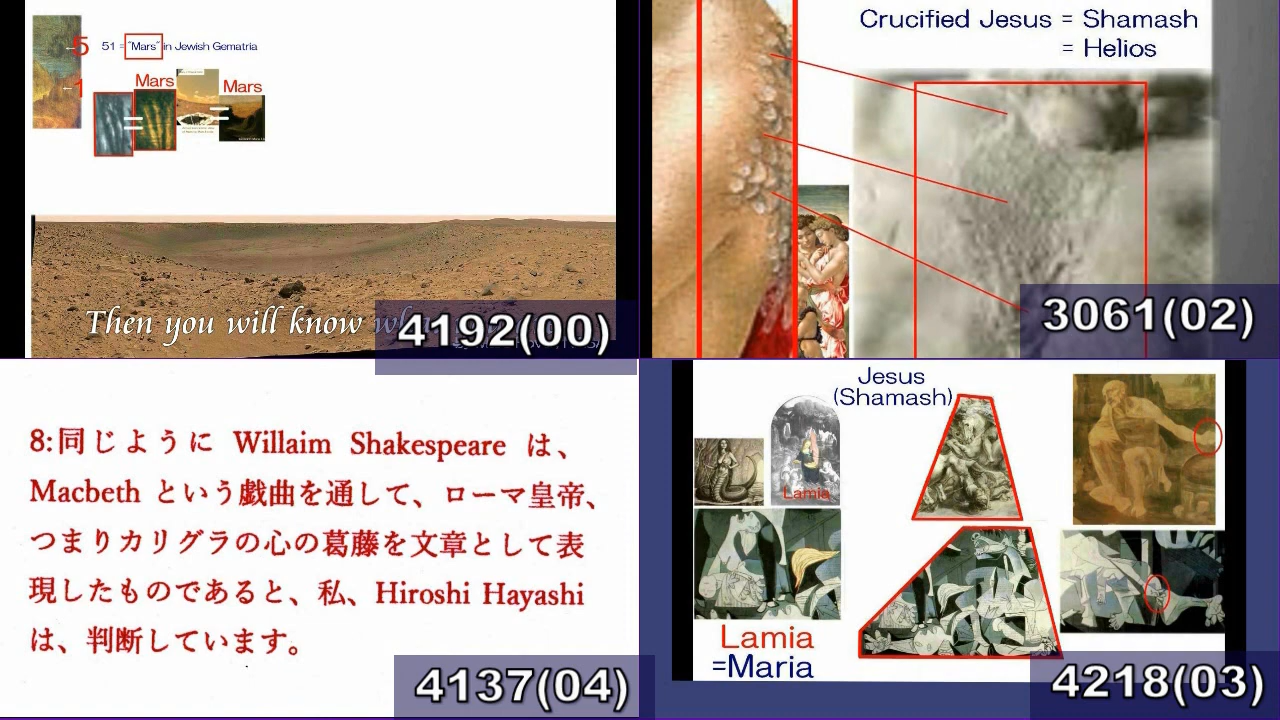 5
51 = "Mars" in Jewish Gematria
1
Mars
Mars
Then you will know
4192(00)
Crucified Jesus = Shamash
= Helios
3061(02)
8:同じように Willaim Shakespeare は、
Macbeth という戯曲を通して、ローマ皇帝、
つまりカリグラの心の葛藤を文章として表
現したものであると、私、Hiroshi Hayashi
は、判断しています。
4137(04)
Jesus
(Shamash)
Lamia
Lamia
=Maria
4218(03)